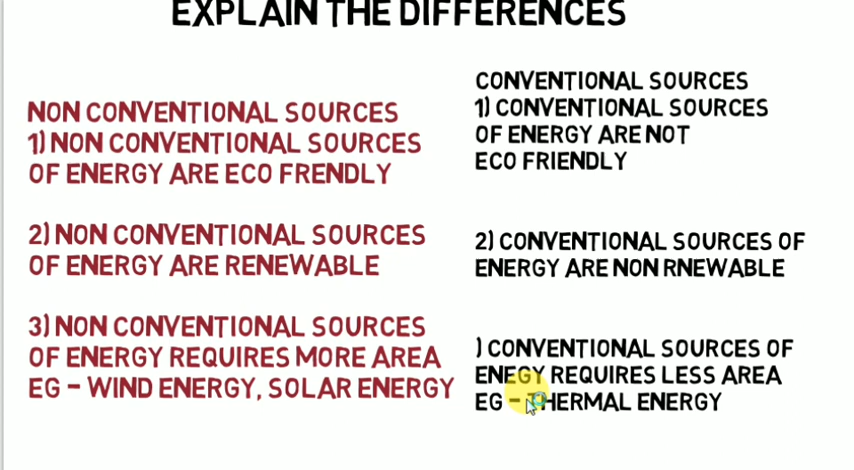 EXPLAIN THE DIFFERENCES
NON CONVENTIONAL SOURCES
1) NON CONVENTIONAL SOURCES
OF ENERGY ARE ECO FRENDLY
2) NON CONVENTIONAL SOURCES
OF ENERGY ARE RENEWABLE
3) NON CONVENTIONAL SOURCES
OF ENERGY REQUIRES MORE AREA
EG - WIND ENERGY, SOLAR ENERGY
CONVENTIONAL SOURCES
1) CONVENTIONAL SOURCES
OF ENERGY ARE NOT
ECO FRIENDLY
2) CONVENTIONAL SOURCES OF
ENERGY ARE NON RNEWABLE
) CONVENTIONAL SOURCES OF
ENEGY REQUIRES LESS AREA
EG - THERMAL ENERGY